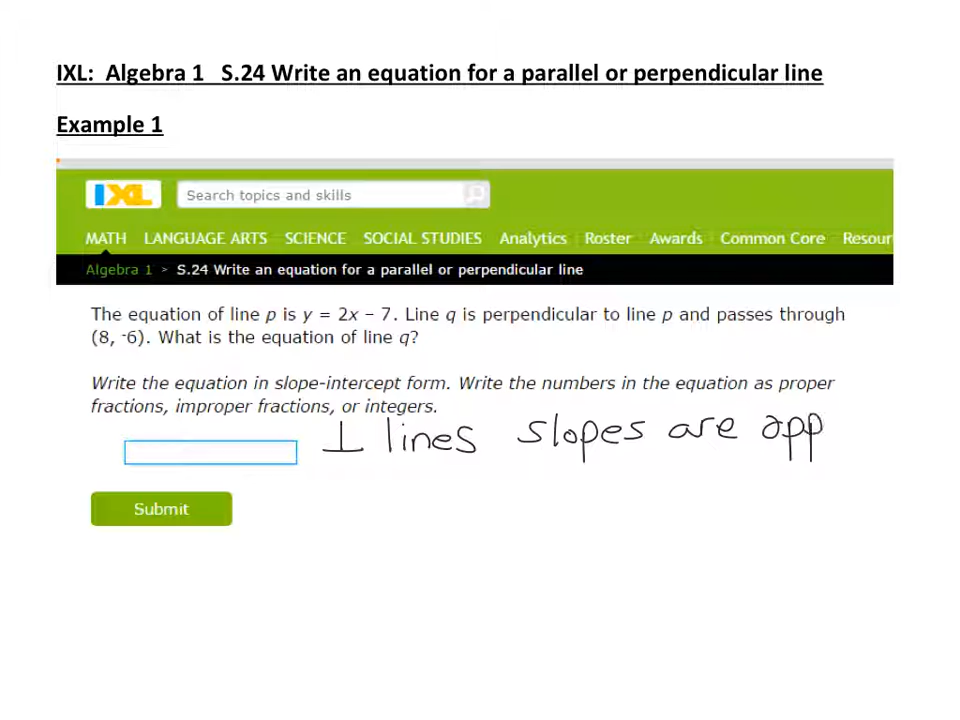 IXL: Algebra 1 S.24 Write an equation for a parallel or perpendicular line
Example 1
IXL Search topics and skills
MATH LANGUAGE ARTS SCIENCE SOCIAL STUDIES Analytics Roster Awards Common Core Resour
Algebra 1 > S.24 Write an equation for a parallel or perpendicular line
The equation of line p is y = 2x − 7. Line q is perpendicular to line p and passes through
(8, -6). What is the equation of line q?
Write the equation in slope-intercept form. Write the numbers in the equation as proper
fractions, improper fractions, or integers.
⊥ lines slopes are opp
Submit